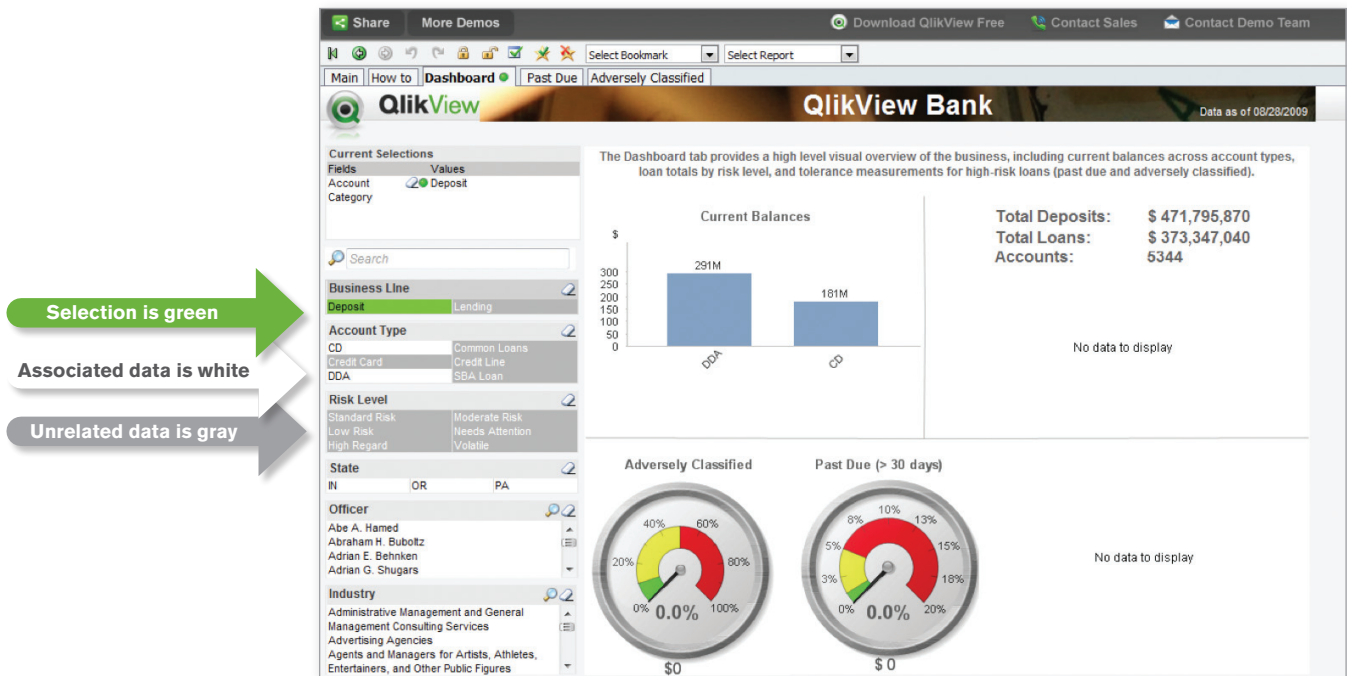 Share More Demos Download QlikView Free Contact Sales Contact Demo Team
Select Bookmark Select Report
Main How to Dashboard Past Due Adversely Classified
QlikView QlikView Bank Data as of 08/28/2009
Current Selections
Fields Values
Account Deposit
Category
Search
Business LIne
Deposit Lending
Account Type
CD Common Loans
Credit Card Credit Line
DDA SBA Loan
Risk Level
Standard Risk Moderate Risk
Low Risk Needs Attention
High Regard Volatile
State
IN OR PA
Officer
Abe A. Hamed
Abraham H. Buboltz
Adrian E. Behnken
Adrian G. Shugars
Industry
Administrative Management and General
Management Consulting Services
Advertising Agencies
Agents and Managers for Artists, Athletes,
Entertainers, and Other Public Figures
Selection is green
Associated data is white
Unrelated data is gray
The Dashboard tab provides a high level visual overview of the business, including current balances across account types,
loan totals by risk level, and tolerance measurements for high-risk loans (past due and adversely classified).
Current Balances
$
300
250
200
150
100
50
0
291M
181M
DDA
CD
Total Deposits: $ 471,795,870
Total Loans: $ 373,347,040
Accounts: 5344
No data to display
Adversely Classified
0%
20%
40%
60%
80%
100%
0.0%
$0
Past Due (> 30 days)
0%
3%
5%
8%
10%
13%
15%
18%
20%
0.0%
$ 0
No data to display